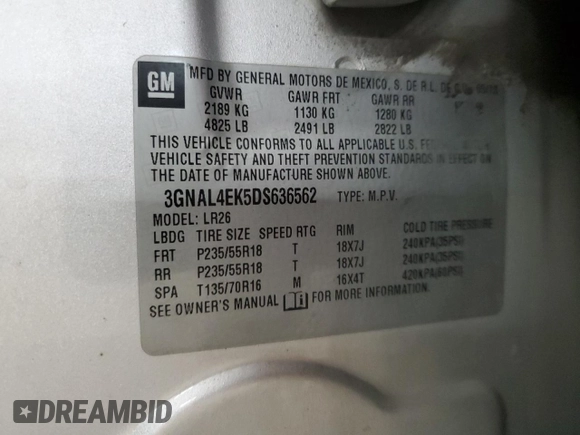 GM
MFD BY GENERAL MOTORS DE MEXICO, S. DE R.L. DE
GVWR GAWR FRT GAWR RR
2189 KG 1130 KG 1280 KG
4825 LB 2491 LB 2822 LB
THIS VEHICLE CONFORMS TO ALL APPLICABLE U.S.
VEHICLE SAFETY AND THEFT PREVENTION STANDARDS IN EFFECT ON
THE DATE OF MANUFACTURE SHOWN ABOVE.
3GNAL4EK5DS636562 TYPE: M.P.V.
MODEL: LR26
LBDG TIRE SIZE SPEED RTG RIM COLD TIRE PRESSURE
FRT P235/55R18 T 18X7J 240KPA(35PSI)
RR P235/55R18 T 18X7J 240KPA(35PSI)
SPA T135/70R16 M 16X4T 420KPA(60PSI)
SEE OWNER'S MANUAL FOR MORE INFORMATION.
DREAMBID